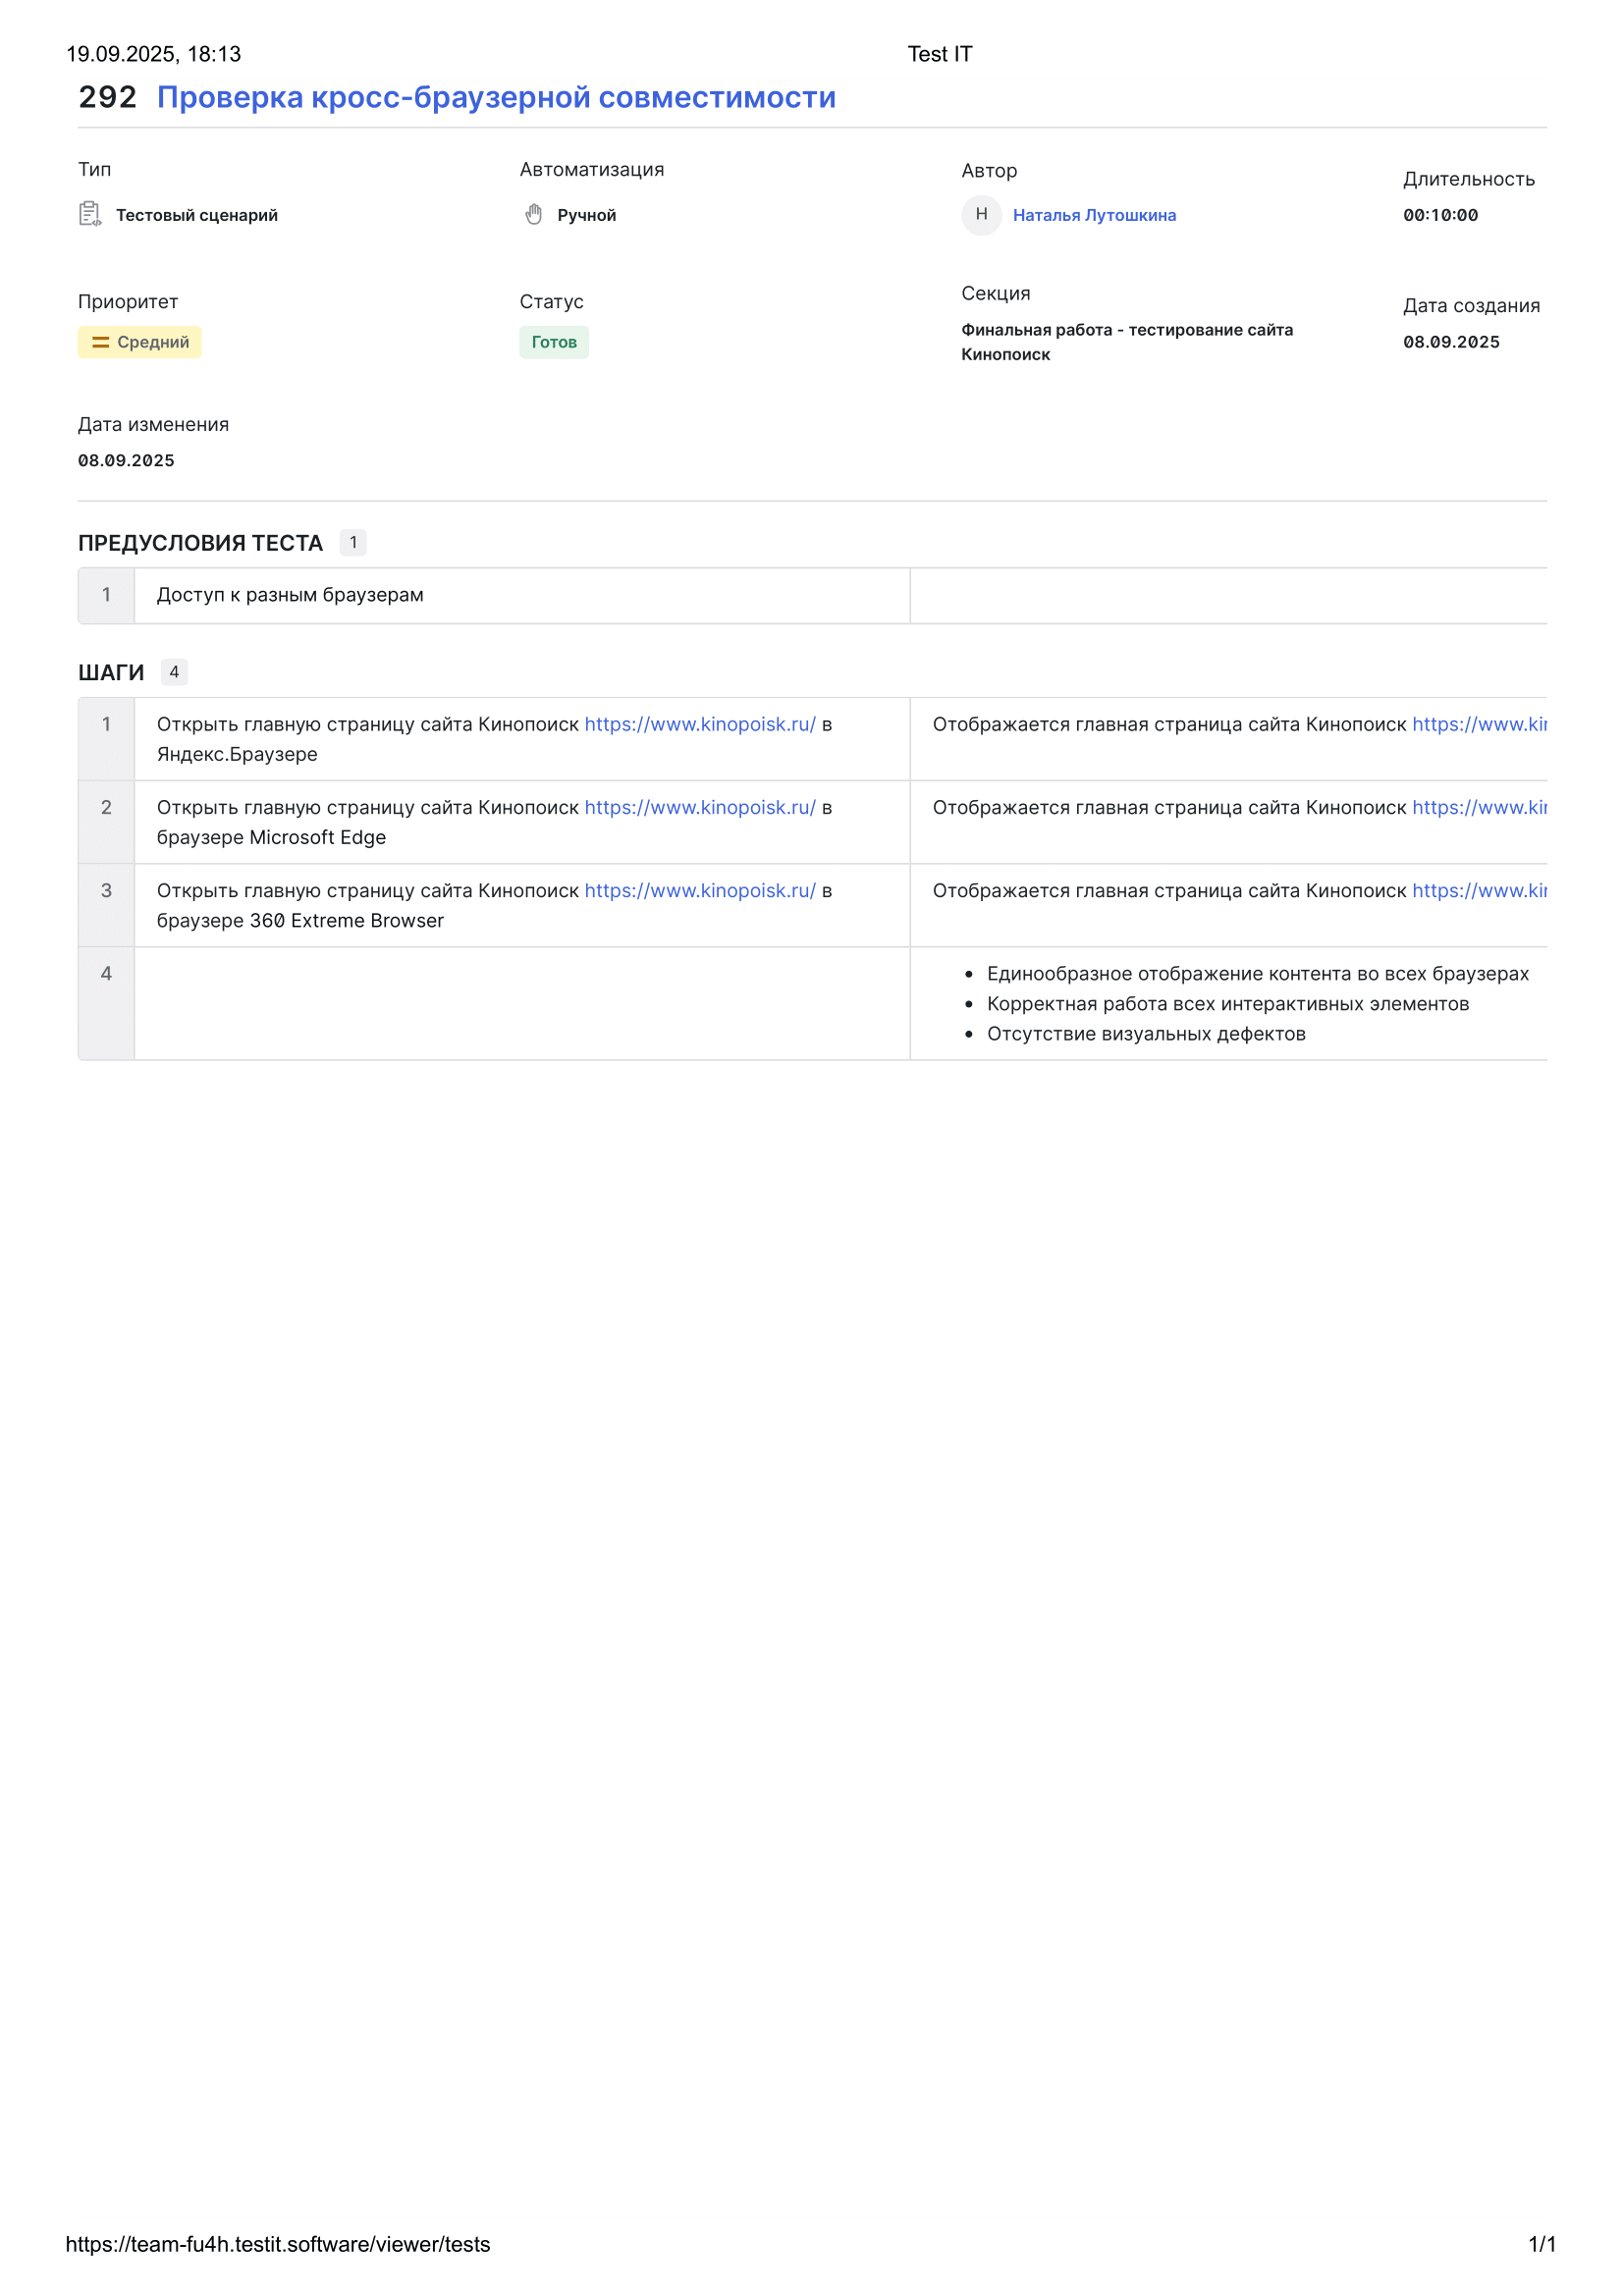 19.09.2025, 18:13 Test IT
292 Проверка кросс-браузерной совместимости
Тип Автоматизация Автор Длительность
Тестовый сценарий Ручной Н Наталья Лутошкина 00:10:00
Приоритет Статус Секция Дата создания
Средний Готов Финальная работа - тестирование сайта 08.09.2025
Кинопоиск
Дата изменения
08.09.2025
ПРЕДУСЛОВИЯ ТЕСТА 1
1 Доступ к разным браузерам
ШАГИ 4
1 Открыть главную страницу сайта Кинопоиск https://www.kinopoisk.ru/ в Отображается главная страница сайта Кинопоиск https://www.kin
Яндекс.Браузере
2 Открыть главную страницу сайта Кинопоиск https://www.kinopoisk.ru/ в Отображается главная страница сайта Кинопоиск https://www.kin
браузере Microsoft Edge
3 Открыть главную страницу сайта Кинопоиск https://www.kinopoisk.ru/ в Отображается главная страница сайта Кинопоиск https://www.kin
браузере 360 Extreme Browser
4 • Единообразное отображение контента во всех браузерах
• Корректная работа всех интерактивных элементов
• Отсутствие визуальных дефектов
https://team-fu4h.testit.software/viewer/tests 1/1